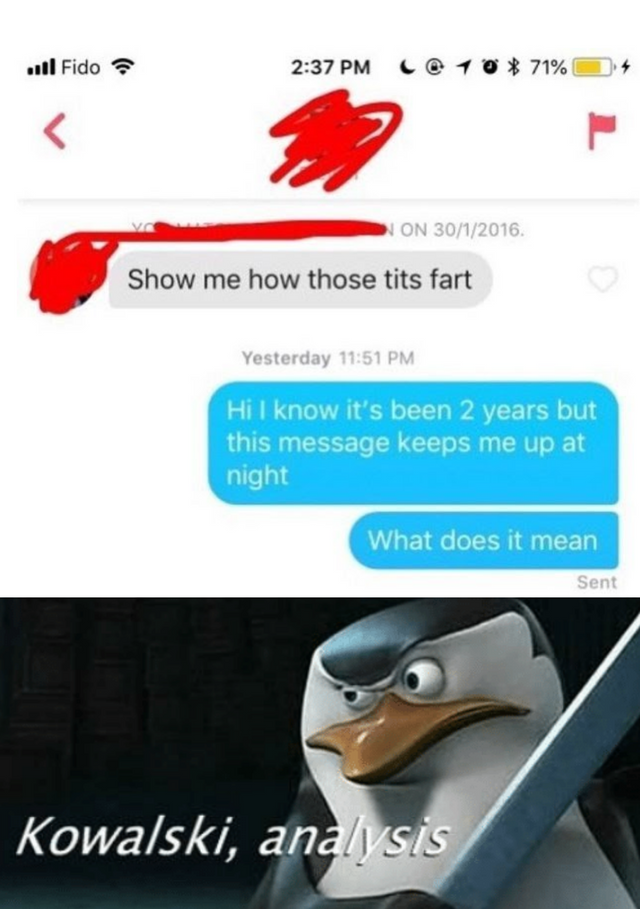 Fido
2:37 PM
71%
ON 30/1/2016.
Show me how those tits fart
Yesterday 11:51 PM
Hi I know it's been 2 years but
this message keeps me up at
night
What does it mean
Sent
Kowalski, analysis